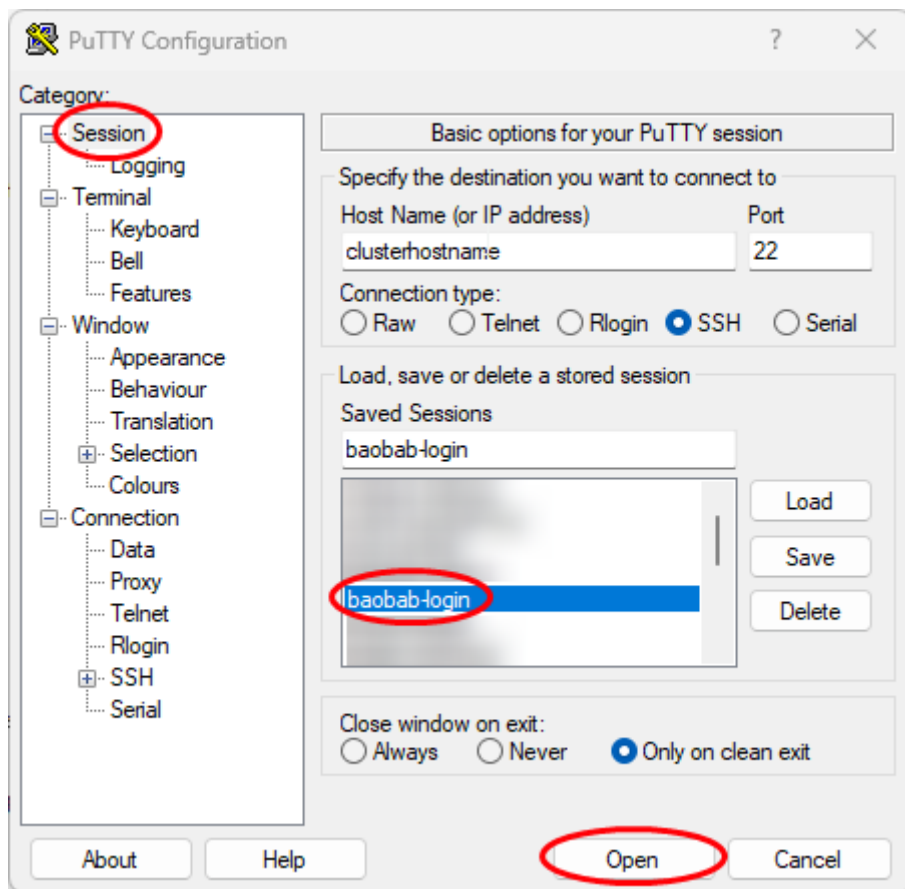 PuTTY Configuration
?
Category:
Session
Logging
Terminal
Keyboard
Bell
Features
Window
Appearance
Behaviour
Translation
Selection
Colours
Connection
Data
Proxy
Telnet
Rlogin
SSH
Serial
Basic options for your PuTTY session
Specify the destination you want to connect to
Host Name (or IP address) Port
clusterhostname 22
Connection type:
Raw Telnet Rlogin SSH Serial
Load, save or delete a stored session
Saved Sessions
baobab-login
baobab-login
Load
Save
Delete
Close window on exit:
Always Never Only on clean exit
About Help Open Cancel